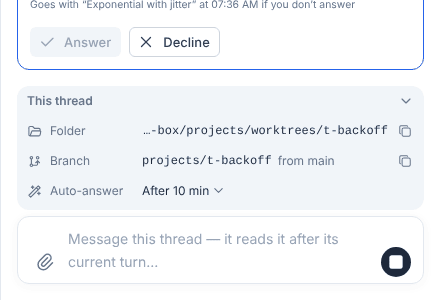 Goes with “Exponential with jitter” at 07:36 AM if you don’t answer
Answer
Decline
This thread
Folder …-box/projects/worktrees/t-backoff
Branch projects/t-backoff from main
Auto-answer After 10 min
Message this thread — it reads it after its
current turn…